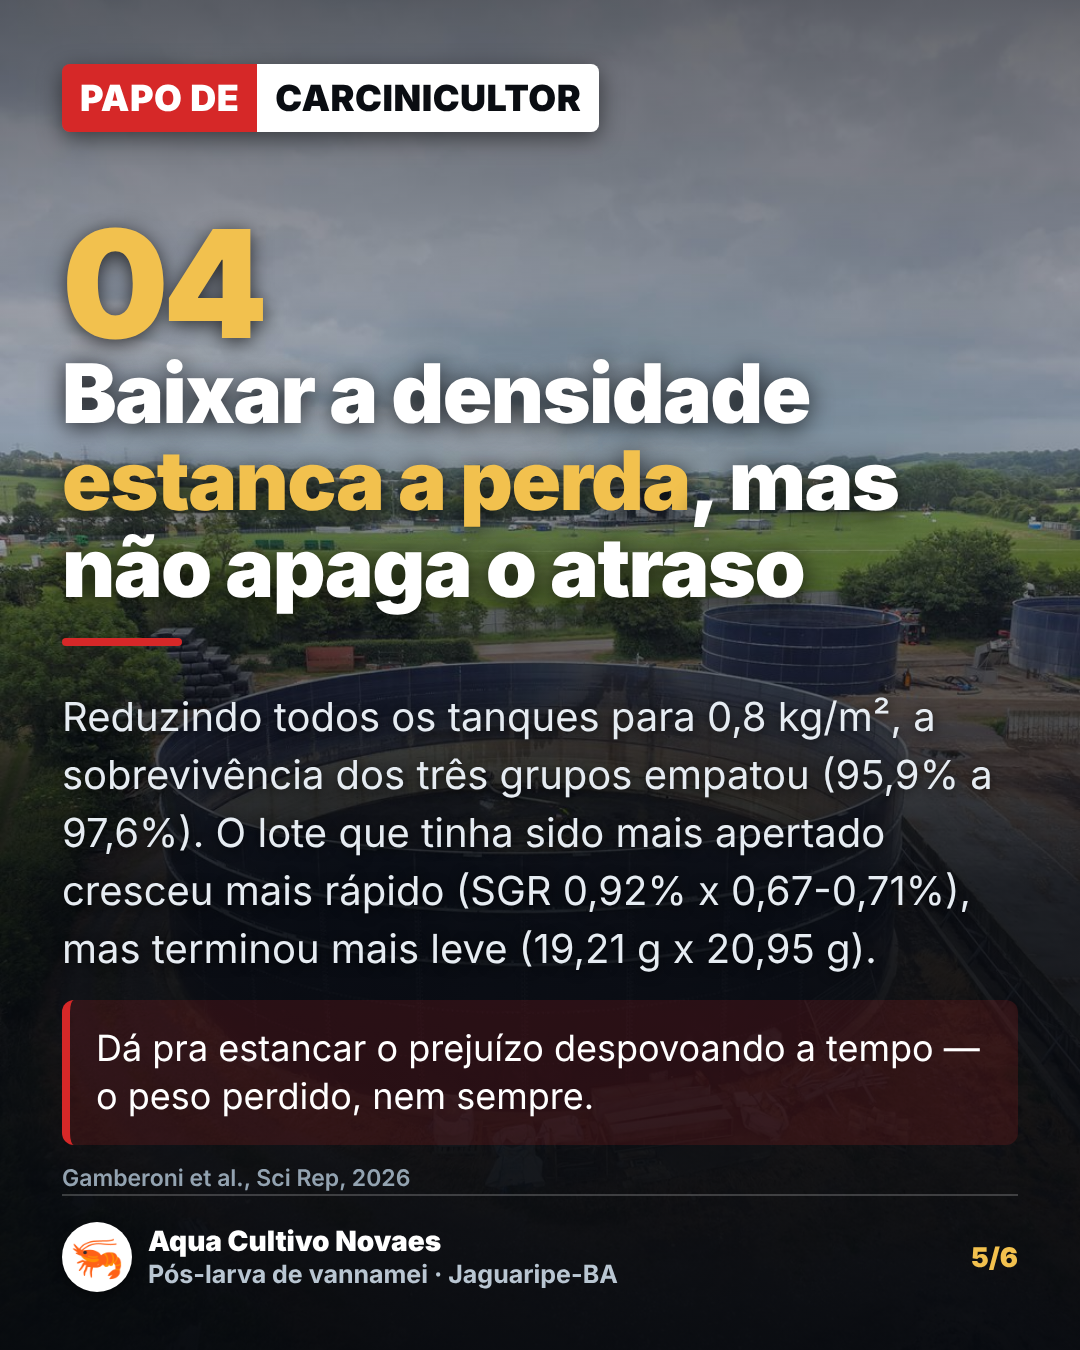 PAPO DE CARCINICULTOR
04
Baixar a densidade
estanca a perda, mas
não apaga o atraso
Reduzindo todos os tanques para 0,8 kg/m², a
sobrevivência dos três grupos empatou (95,9% a
97,6%). O lote que tinha sido mais apertado
cresceu mais rápido (SGR 0,92% x 0,67-0,71%),
mas terminou mais leve (19,21 g x 20,95 g).
Dá pra estancar o prejuízo despovoando a tempo —
o peso perdido, nem sempre.
Gamberoni et al., Sci Rep, 2026
Aqua Cultivo Novaes
Pós-larva de vannamei · Jaguaripe-BA
5/6